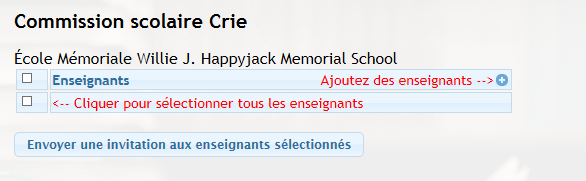 Commission scolaire Crie
École Mémoriale Willie J. Happyjack Memorial School
Enseignants Ajoutez des enseignants -->
<-- Cliquer pour sélectionner tous les enseignants
Envoyer une invitation aux enseignants sélectionnés